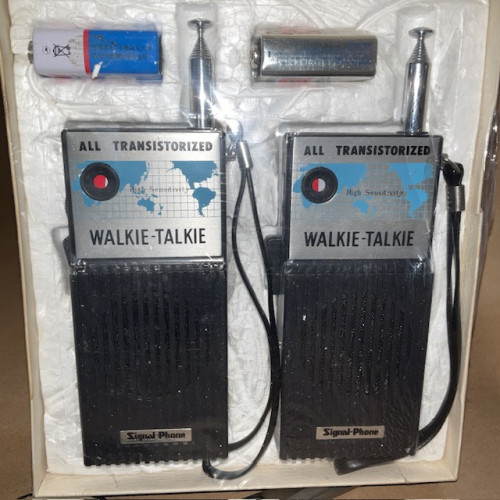 ALL TRANSISTORIZED
High Sensitivity
WALKIE-TALKIE
Signal-Phone
ALL TRANSISTORIZED
High Sensitivity
WALKIE-TALKIE
Signal-Phone